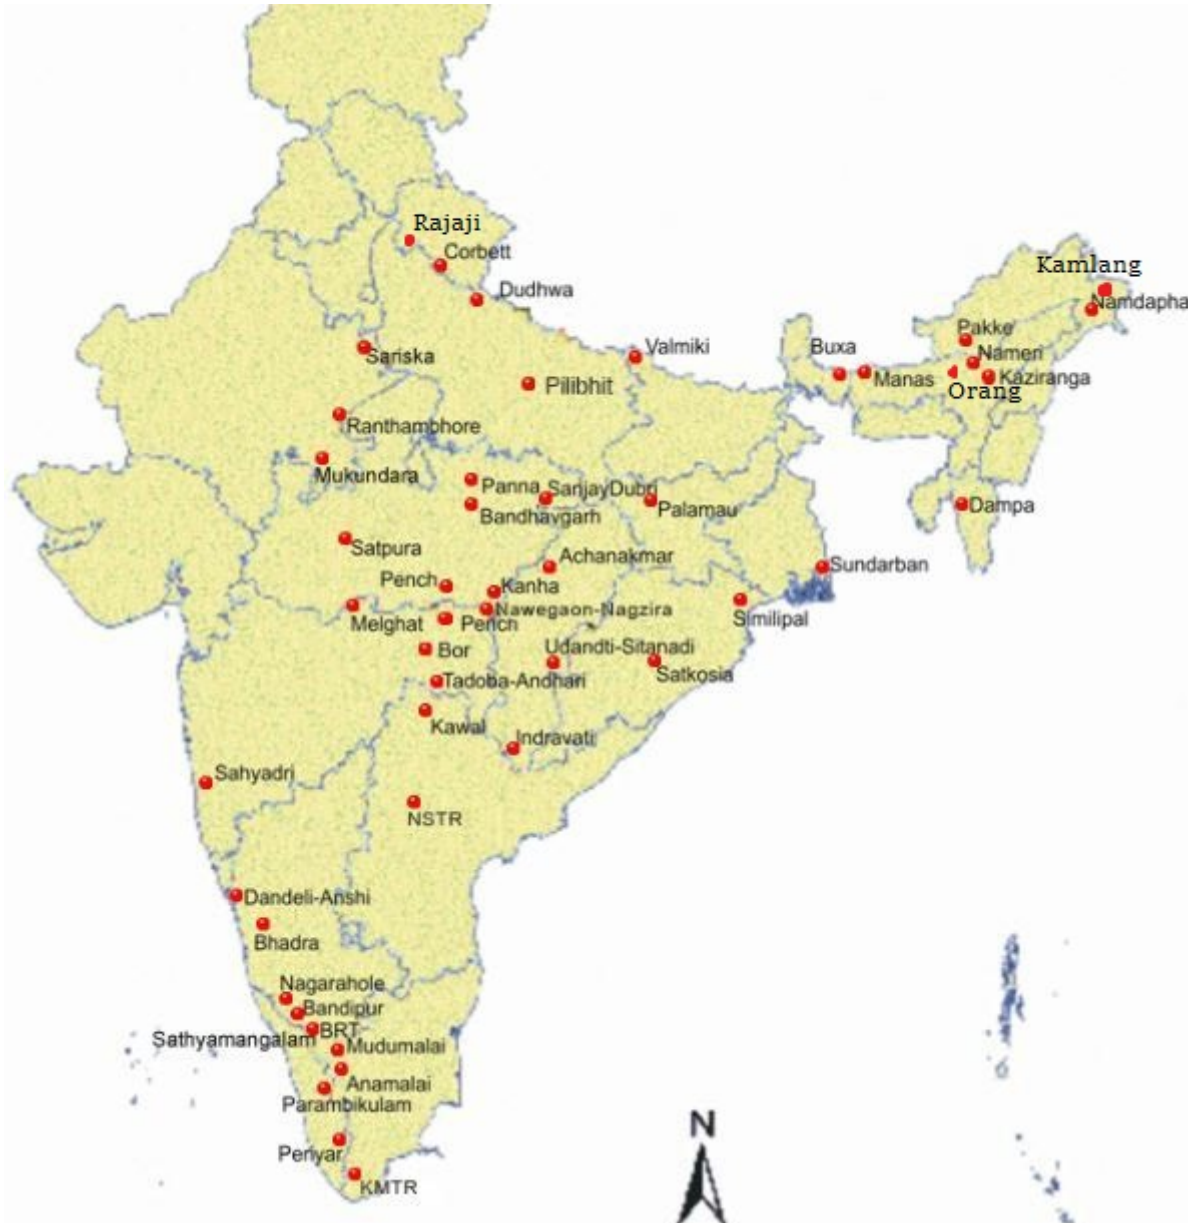 Rajaji
Corbett
Kamlang
Dudhwa
Namdapha
Pakke
Sariska
Valmiki
Buxa
Nameri
Pilibhit
Manas
Kaziranga
Orang
Ranthambhore
Mukundara
Panna
SanjayDubri
Bandhavgarh
Palamau
Dampa
Satpura
Achanakmar
Sundarban
Pench
Kanha
Nawegaon-Nagzira
Melghat
Pench
Similipal
Bor
Udandti-Sitanadi
Satkosia
Tadoba-Andhari
Kawal
Indravati
Sahyadri
NSTR
Dandeli-Anshi
Bhadra
Nagarahole
Bandipur
BRT
Sathyamangalam
Mudumalai
Anamalai
Parambikulam
Periyar
KMTR
N